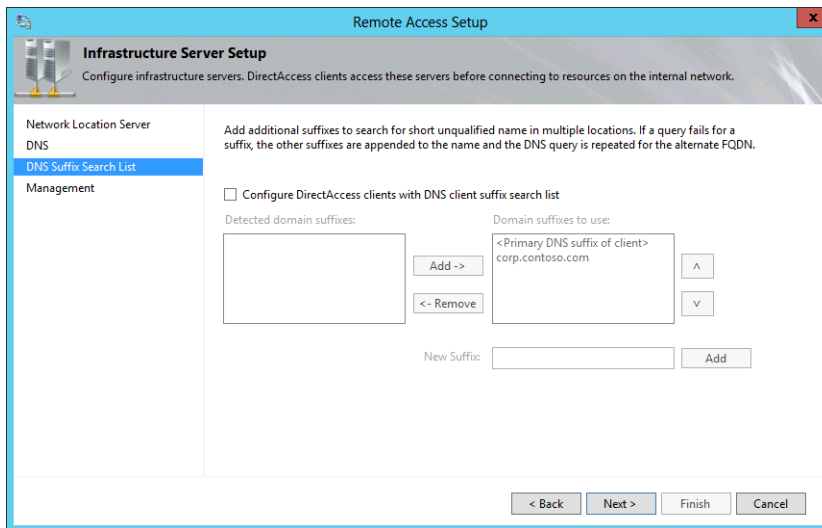 Remote Access Setup
x
Infrastructure Server Setup
Configure infrastructure servers. DirectAccess clients access these servers before connecting to resources on the internal network.
Network Location Server
DNS
DNS Suffix Search List
Management
Add additional suffixes to search for short unqualified name in multiple locations. If a query fails for a
suffix, the other suffixes are appended to the name and the DNS query is repeated for the alternate FQDN.
Configure DirectAccess clients with DNS client suffix search list
Detected domain suffixes:
Domain suffixes to use:
<Primary DNS suffix of client>
corp.contoso.com
Add ->
<- Remove
˄
˅
New Suffix:
Add
< Back
Next >
Finish
Cancel